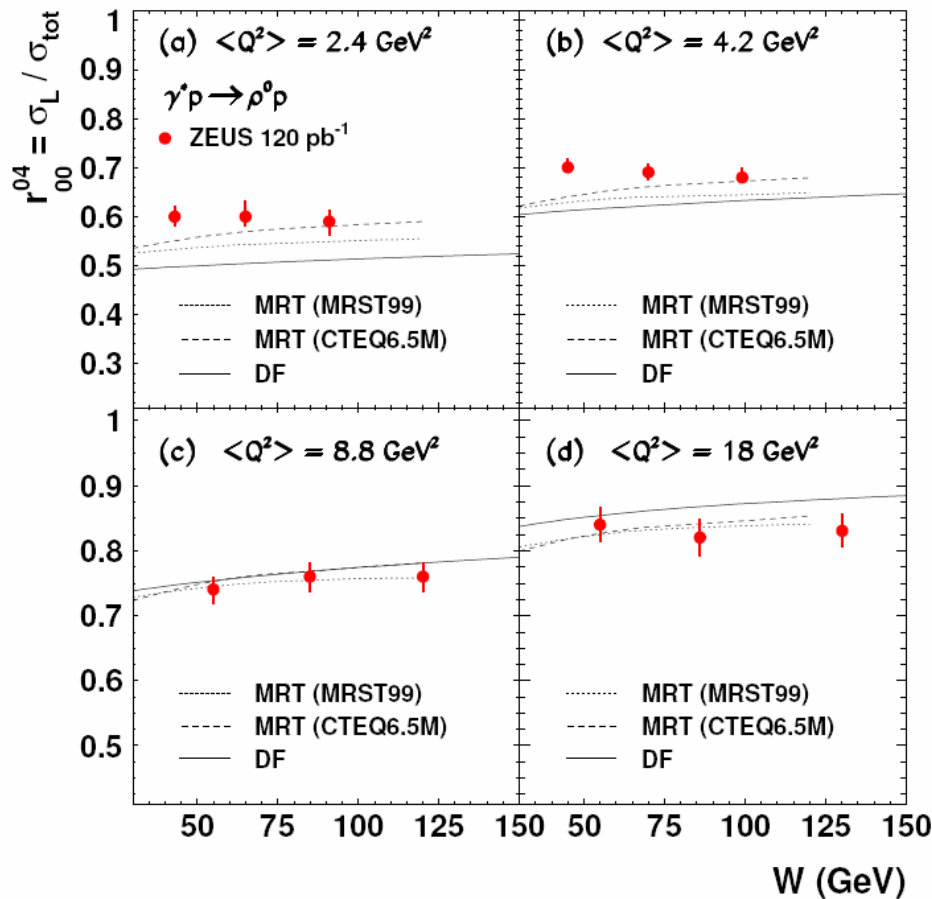 r⁰⁴₀₀ = σL / σtot
(a) <Q²> = 2.4 GeV²
γ*p → ρ⁰p
ZEUS 120 pb⁻¹
MRT (MRST99)
MRT (CTEQ6.5M)
DF
1
0.9
0.8
0.7
0.6
0.5
0.4
0.3
(b) <Q²> = 4.2 GeV²
MRT (MRST99)
MRT (CTEQ6.5M)
DF
(c) <Q²> = 8.8 GeV²
MRT (MRST99)
MRT (CTEQ6.5M)
DF
1
0.9
0.8
0.7
0.6
0.5
(d) <Q²> = 18 GeV²
MRT (MRST99)
MRT (CTEQ6.5M)
DF
50 75 100 125 150 50 75 100 125 150
W (GeV)